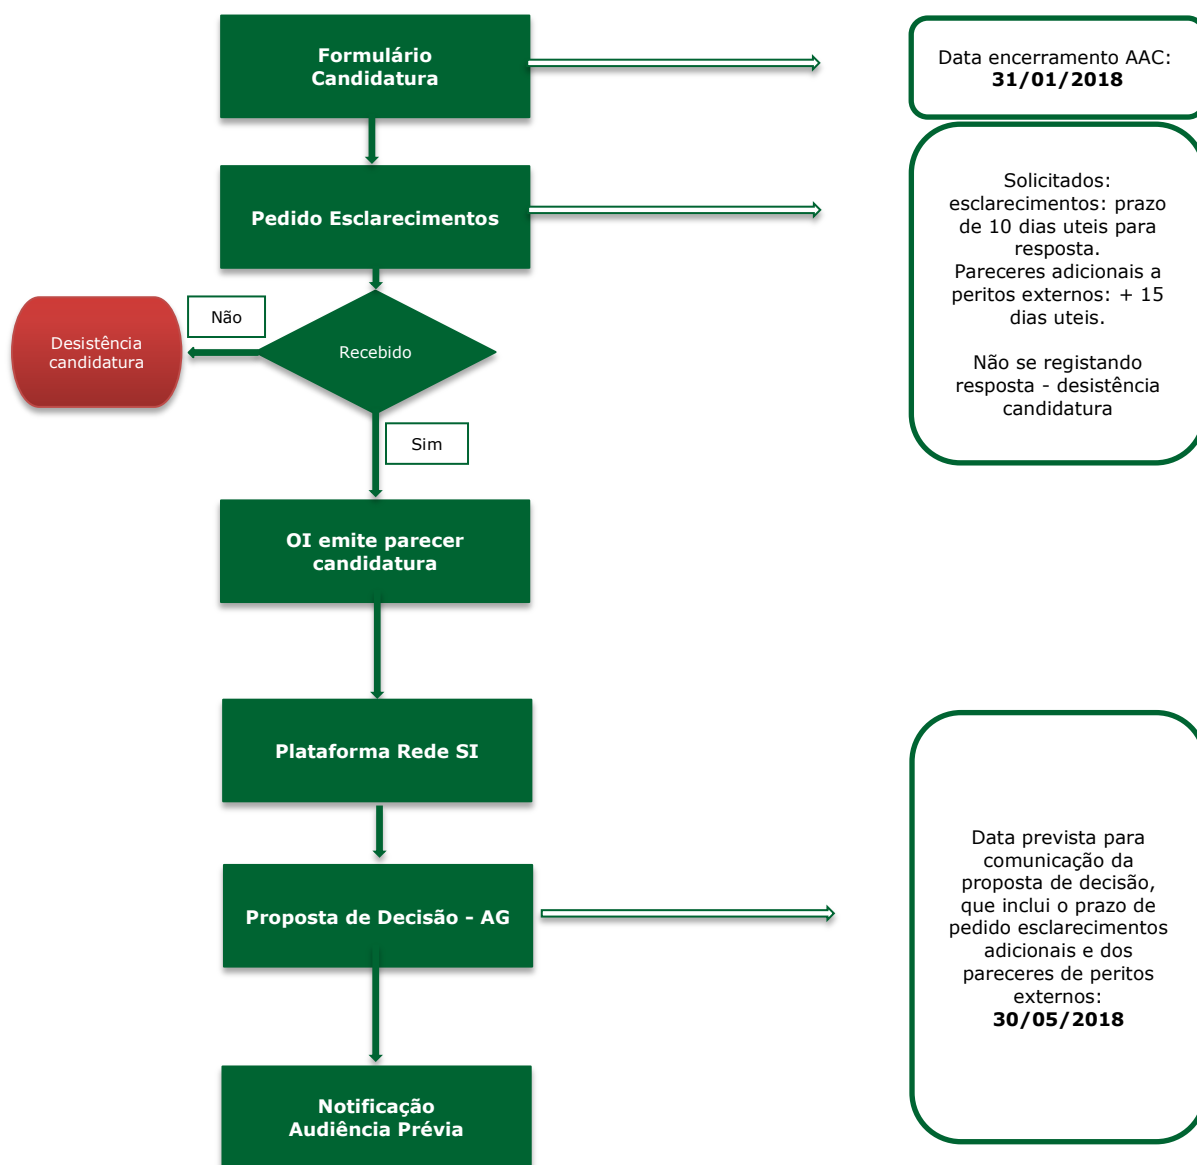 Formulário
Candidatura
Data encerramento AAC:
31/01/2018
Pedido Esclarecimentos
Solicitados:
esclarecimentos: prazo
de 10 dias uteis para
resposta.
Pareceres adicionais a
peritos externos: + 15
dias uteis.
Não se registando
resposta - desistência
candidatura
Não
Desistência
candidatura
Recebido
Sim
OI emite parecer
candidatura
Plataforma Rede SI
Proposta de Decisão - AG
Data prevista para
comunicação da
proposta de decisão,
que inclui o prazo de
pedido esclarecimentos
adicionais e dos
pareceres de peritos
externos:
30/05/2018
Notificação
Audiência Prévia